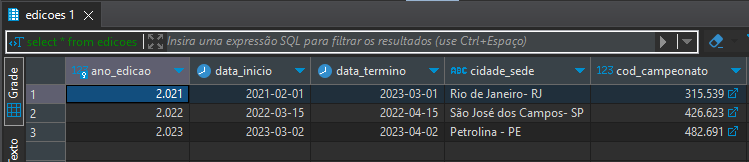 edicoes 1
select * from edicoes Insira uma expressão SQL para filtrar os resultados (use Ctrl+Espaço)
Grade
Texto
123 ano_edicao data_inicio data_termino ABC cidade_sede 123 cod_campeonato
1 2.021 2021-02-01 2023-03-01 Rio de Janeiro- RJ 315.539
2 2.022 2022-03-15 2022-04-15 São José dos Campos- SP 426.623
3 2.023 2023-03-02 2023-04-02 Petrolina - PE 482.691